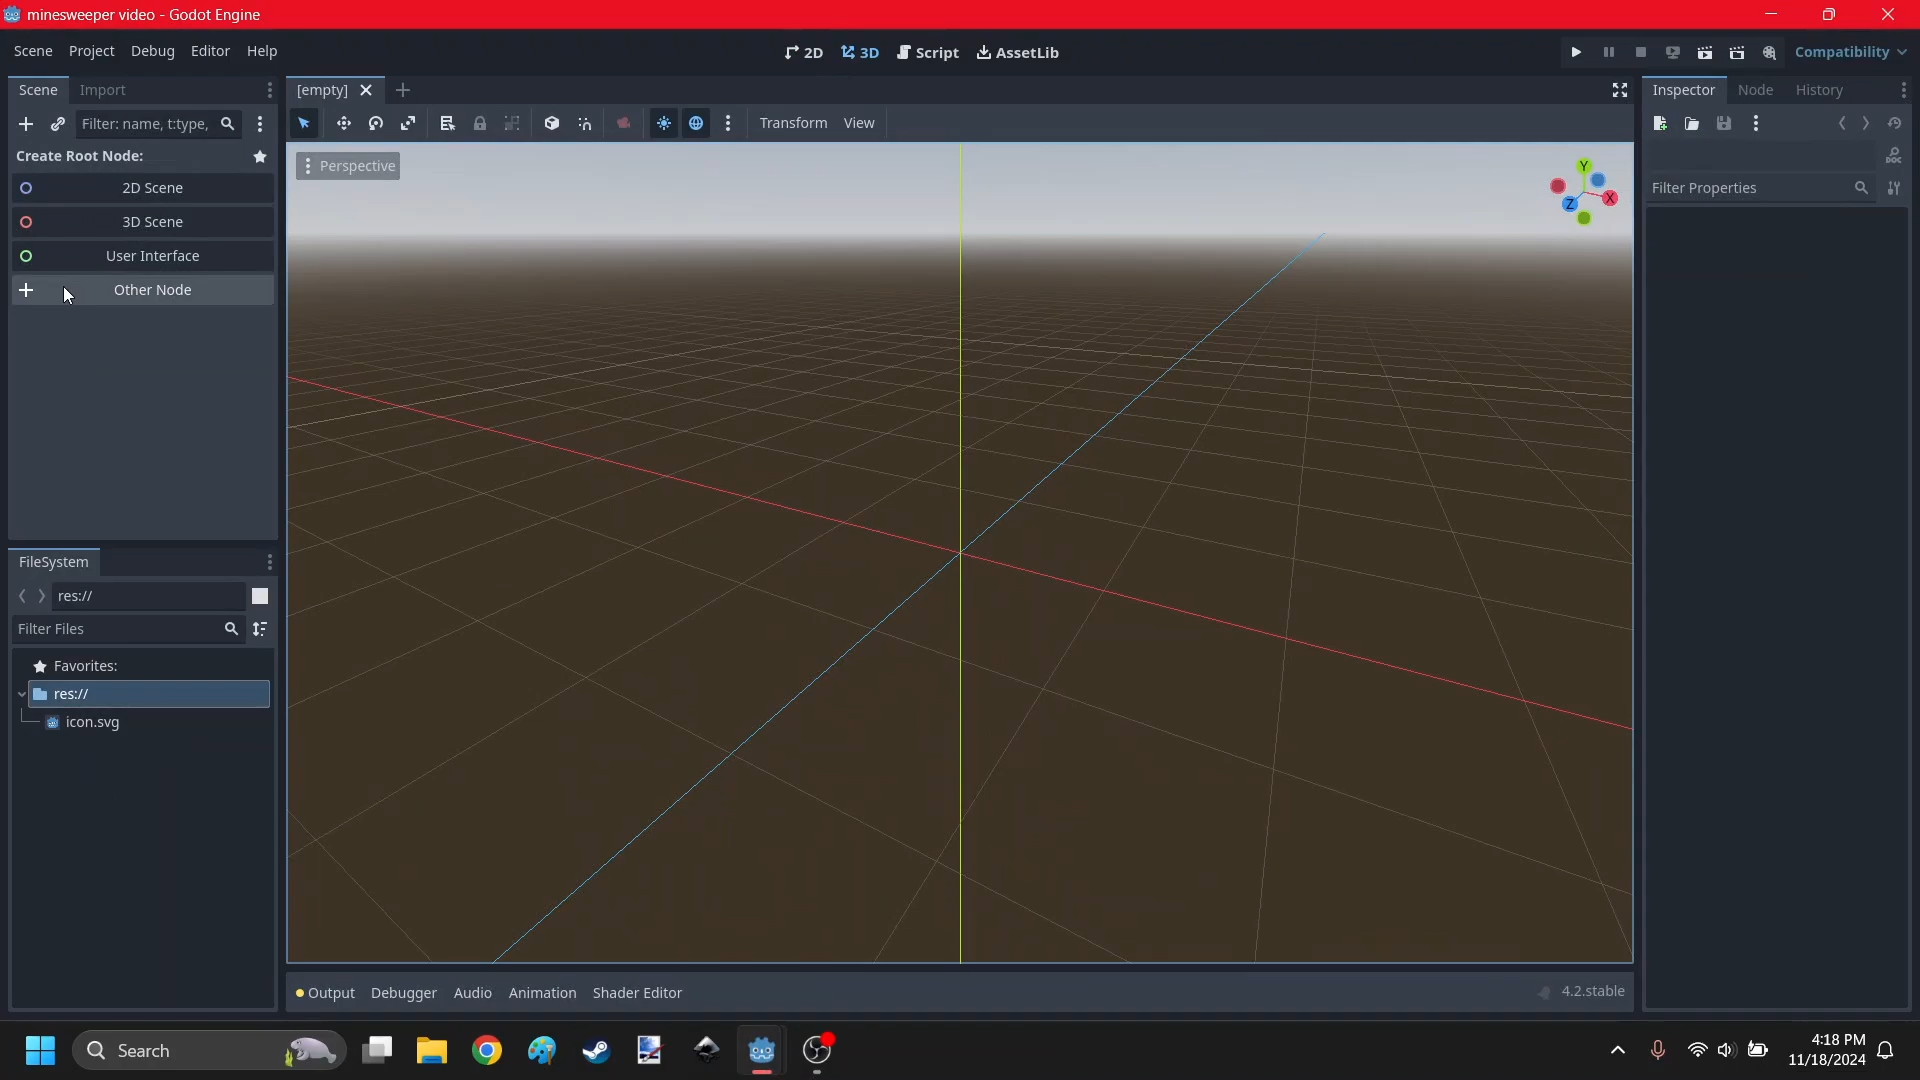 minesweeper video - Godot Engine
Scene Project Debug Editor Help
2D 3D Script AssetLib
Compatibility
Scene Import
[empty]
Inspector Node History
Filter: name, t:type,
Transform View
Create Root Node:
Perspective
2D Scene
3D Scene
User Interface
Other Node
Y
X
Z
DOC
Filter Properties
FileSystem
res://
Filter Files
Favorites:
res://
icon.svg
Output Debugger Audio Animation Shader Editor
4.2.stable
Search
4:18 PM
11/18/2024